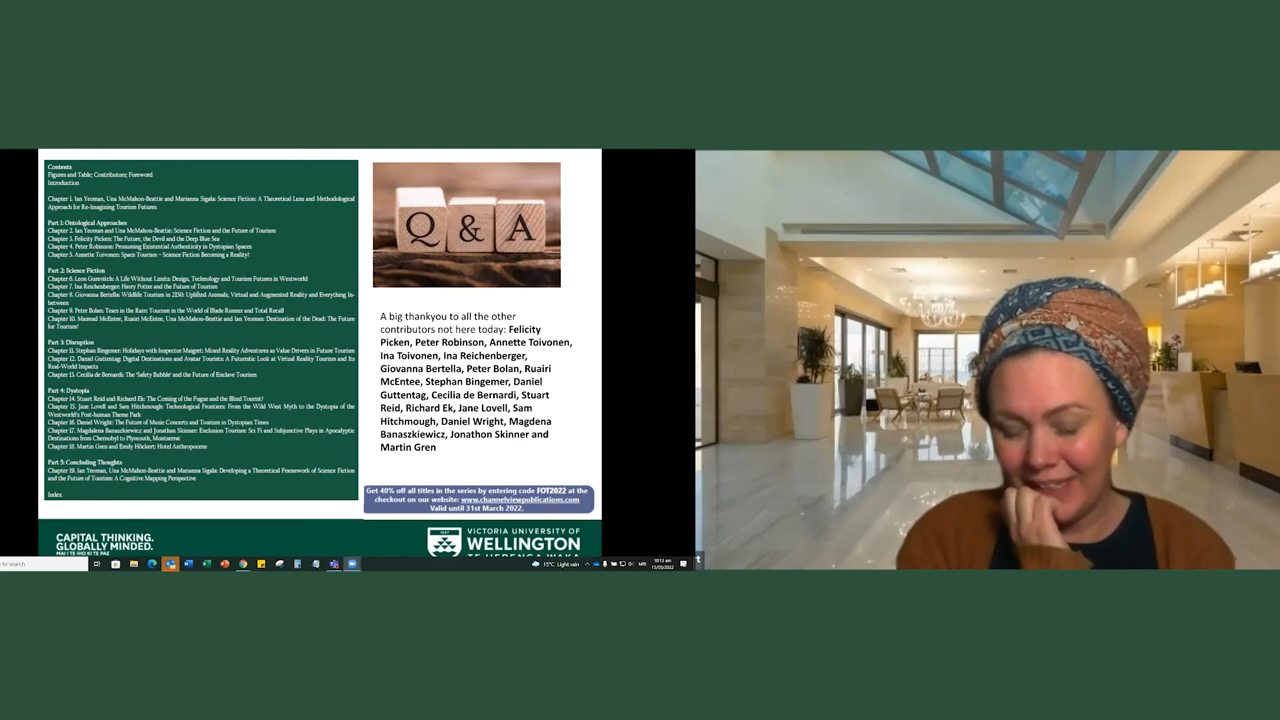 Contents
Figures and Table; Contributors; Foreword
Introduction
Chapter 1. Ian Yeoman, Una McMahon-Beattie and Marianna Sigala: Science Fiction: A Theoretical Lens and Methodological
Approach for Re-Imagining Tourism Futures
Part 1: Ontological Approaches
Chapter 2. Ian Yeoman and Una McMahon-Beattie: Science Fiction and the Future of Tourism
Chapter 3. Felicity Picken: The Future, the Devil and the Deep Blue Sea
Chapter 4. Peter Robinson: Presuming Existential Authenticity in Dystopian Spaces
Chapter 5. Annette Toivonen: Space Tourism – Science Fiction Becoming a Reality?
Part 2: Science Fiction
Chapter 6. Leon Gurevitch: A Life Without Limits: Design, Technology and Tourism Futures in Westworld
Chapter 7. Ina Reichenberger: Harry Potter and the Future of Tourism
Chapter 8. Giovanna Bertella: Wildlife Tourism in 2150: Uplifted Animals, Virtual and Augmented Reality and Everything In-
between
Chapter 9. Peter Bolan: Tears in the Rain: Tourism in the World of Blade Runner and Total Recall
Chapter 10. Mairead McEntee, Ruairi McEntee, Una McMahon-Beattie and Ian Yeoman: Destination of the Dead: The Future
for Tourism?
Part 3: Disruption
Chapter 11. Stephan Bingemer: Holidays with Inspector Maigret: Mixed Reality Adventures as Value Drivers in Future Tourism
Chapter 12. Daniel Guttentag: Digital Destinations and Avatar Tourists: A Futuristic Look at Virtual Reality Tourism and Its
Real-World Impacts
Chapter 13. Cecilia de Bernardi: The 'Safety Bubble' and the Future of Enclave Tourism
Part 4: Dystopia
Chapter 14. Stuart Reid and Richard Ek: The Coming of the Fugue and the Blind Tourist?
Chapter 15. Jane Lovell and Sam Hitchmough: Technological Frontiers: From the Wild West Myth to the Dystopia of the
Westworld's Post-human Theme Park
Chapter 16. Daniel Wright: The Future of Music Concerts and Tourism in Dystopian Times
Chapter 17. Magdalena Banaszkiewicz and Jonathan Skinner: Exclusion Tourism: Sci Fi and Subjunctive Plays in Apocalyptic
Destinations from Chernobyl to Plymouth, Montserrat
Chapter 18. Martin Gren and Emily Höckert: Hotel Anthropocene
Part 5: Concluding Thoughts
Chapter 19. Ian Yeoman, Una McMahon-Beattie and Marianna Sigala: Developing a Theoretical Framework of Science Fiction
and the Future of Tourism: A Cognitive Mapping Perspective
Index
Q & A
A big thankyou to all the other
contributors not here today: Felicity
Picken, Peter Robinson, Annette Toivonen,
Ina Toivonen, Ina Reichenberger,
Giovanna Bertella, Peter Bolan, Ruairi
McEntee, Stephan Bingemer, Daniel
Guttentag, Cecilia de Bernardi, Stuart
Reid, Richard Ek, Jane Lovell, Sam
Hitchmough, Daniel Wright, Magdena
Banaszkiewicz, Jonathon Skinner and
Martin Gren
Get 40% off all titles in the series by entering code FOT2022 at the
checkout on our website: www.channelviewpublications.com
Valid until 31st March 2022.
CAPITAL THINKING.
GLOBALLY MINDED.
MAI I TE IHO KI TE PAE
VICTORIA UNIVERSITY OF
WELLINGTON
TE HERENGA WAKA
to search
15°C Light rain
15/03/2022